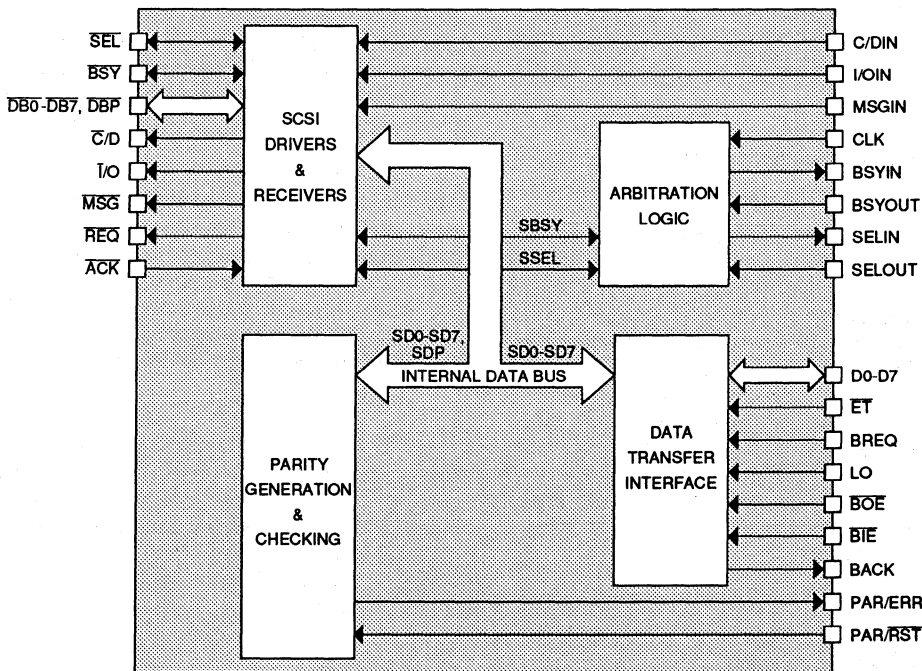 SEL
BSY
DB0-DB7, DBP
C/D
I/O
MSG
REQ
ACK
SCSI
DRIVERS
&
RECEIVERS
ARBITRATION
LOGIC
SBSY
SSEL
C/DIN
I/OIN
MSGIN
CLK
BSYIN
BSYOUT
SELIN
SELOUT
SD0-SD7,
SDP
SD0-SD7
INTERNAL DATA BUS
PARITY
GENERATION
&
CHECKING
DATA
TRANSFER
INTERFACE
D0-D7
ET
BREQ
LO
BOE
BIE
BACK
PAR/ERR
PAR/RST